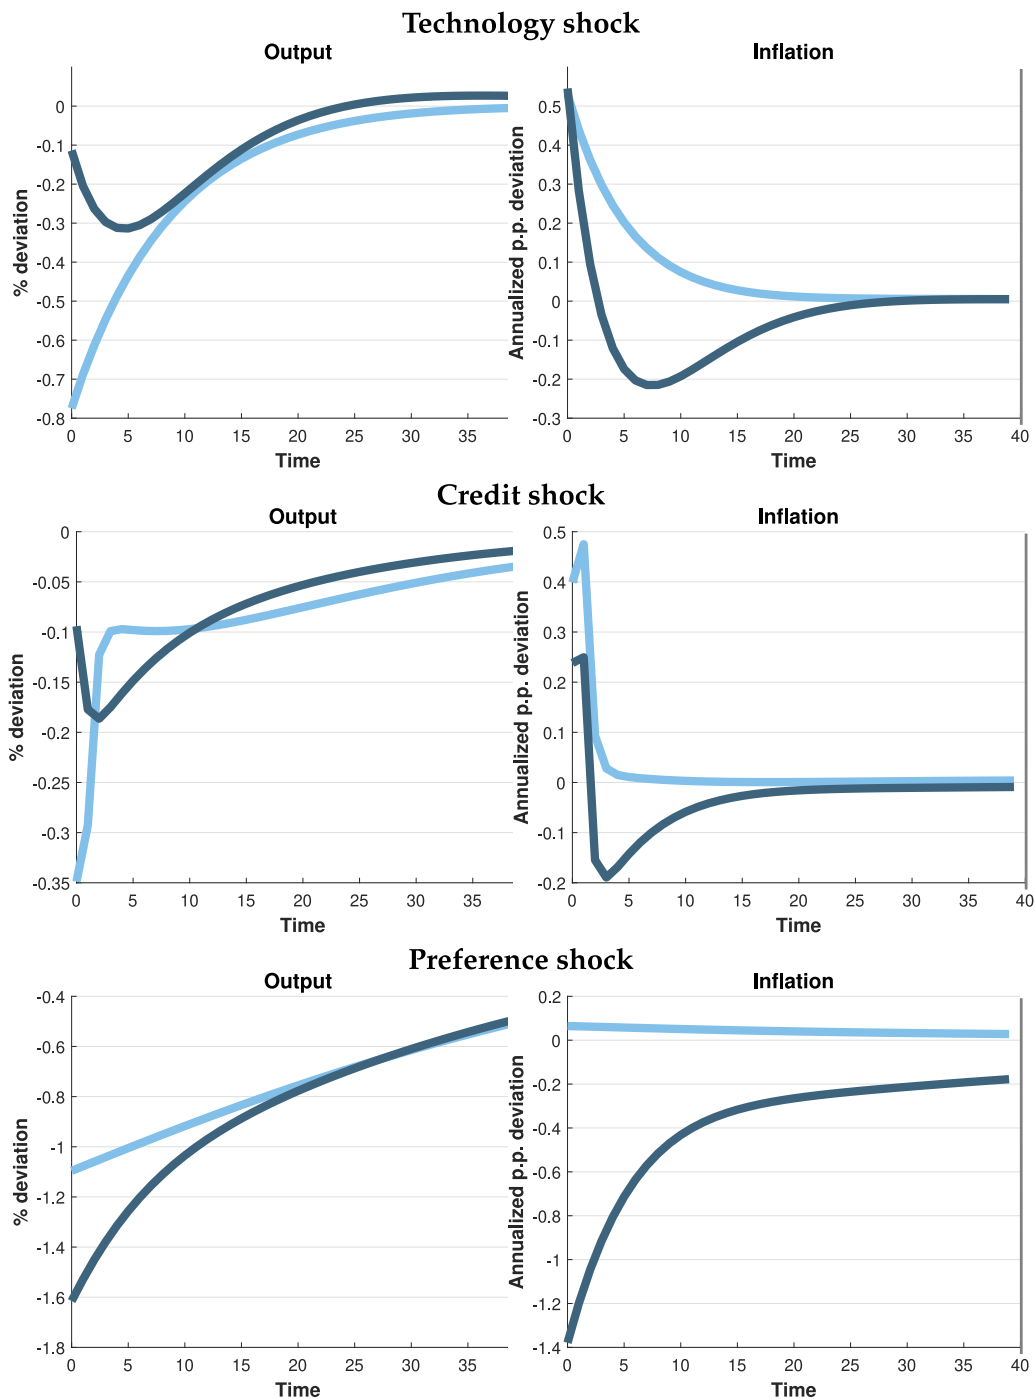 Technology shock
Output
Inflation
% deviation
0
-0.1
-0.2
-0.3
-0.4
-0.5
-0.6
-0.7
-0.8
0 5 10 15 20 25 30 35
Time
Annualized p.p. deviation
0.5
0.4
0.3
0.2
0.1
0
-0.1
-0.2
-0.3
0 5 10 15 20 25 30 35 40
Time
Credit shock
Output
Inflation
% deviation
0
-0.05
-0.1
-0.15
-0.2
-0.25
-0.3
-0.35
0 5 10 15 20 25 30 35
Time
Annualized p.p. deviation
0.5
0.4
0.3
0.2
0.1
0
-0.1
-0.2
0 5 10 15 20 25 30 35 40
Time
Preference shock
Output
Inflation
% deviation
-0.4
-0.6
-0.8
-1
-1.2
-1.4
-1.6
-1.8
0 5 10 15 20 25 30 35
Time
Annualized p.p. deviation
0.2
0
-0.2
-0.4
-0.6
-0.8
-1
-1.2
-1.4
0 5 10 15 20 25 30 35 40
Time